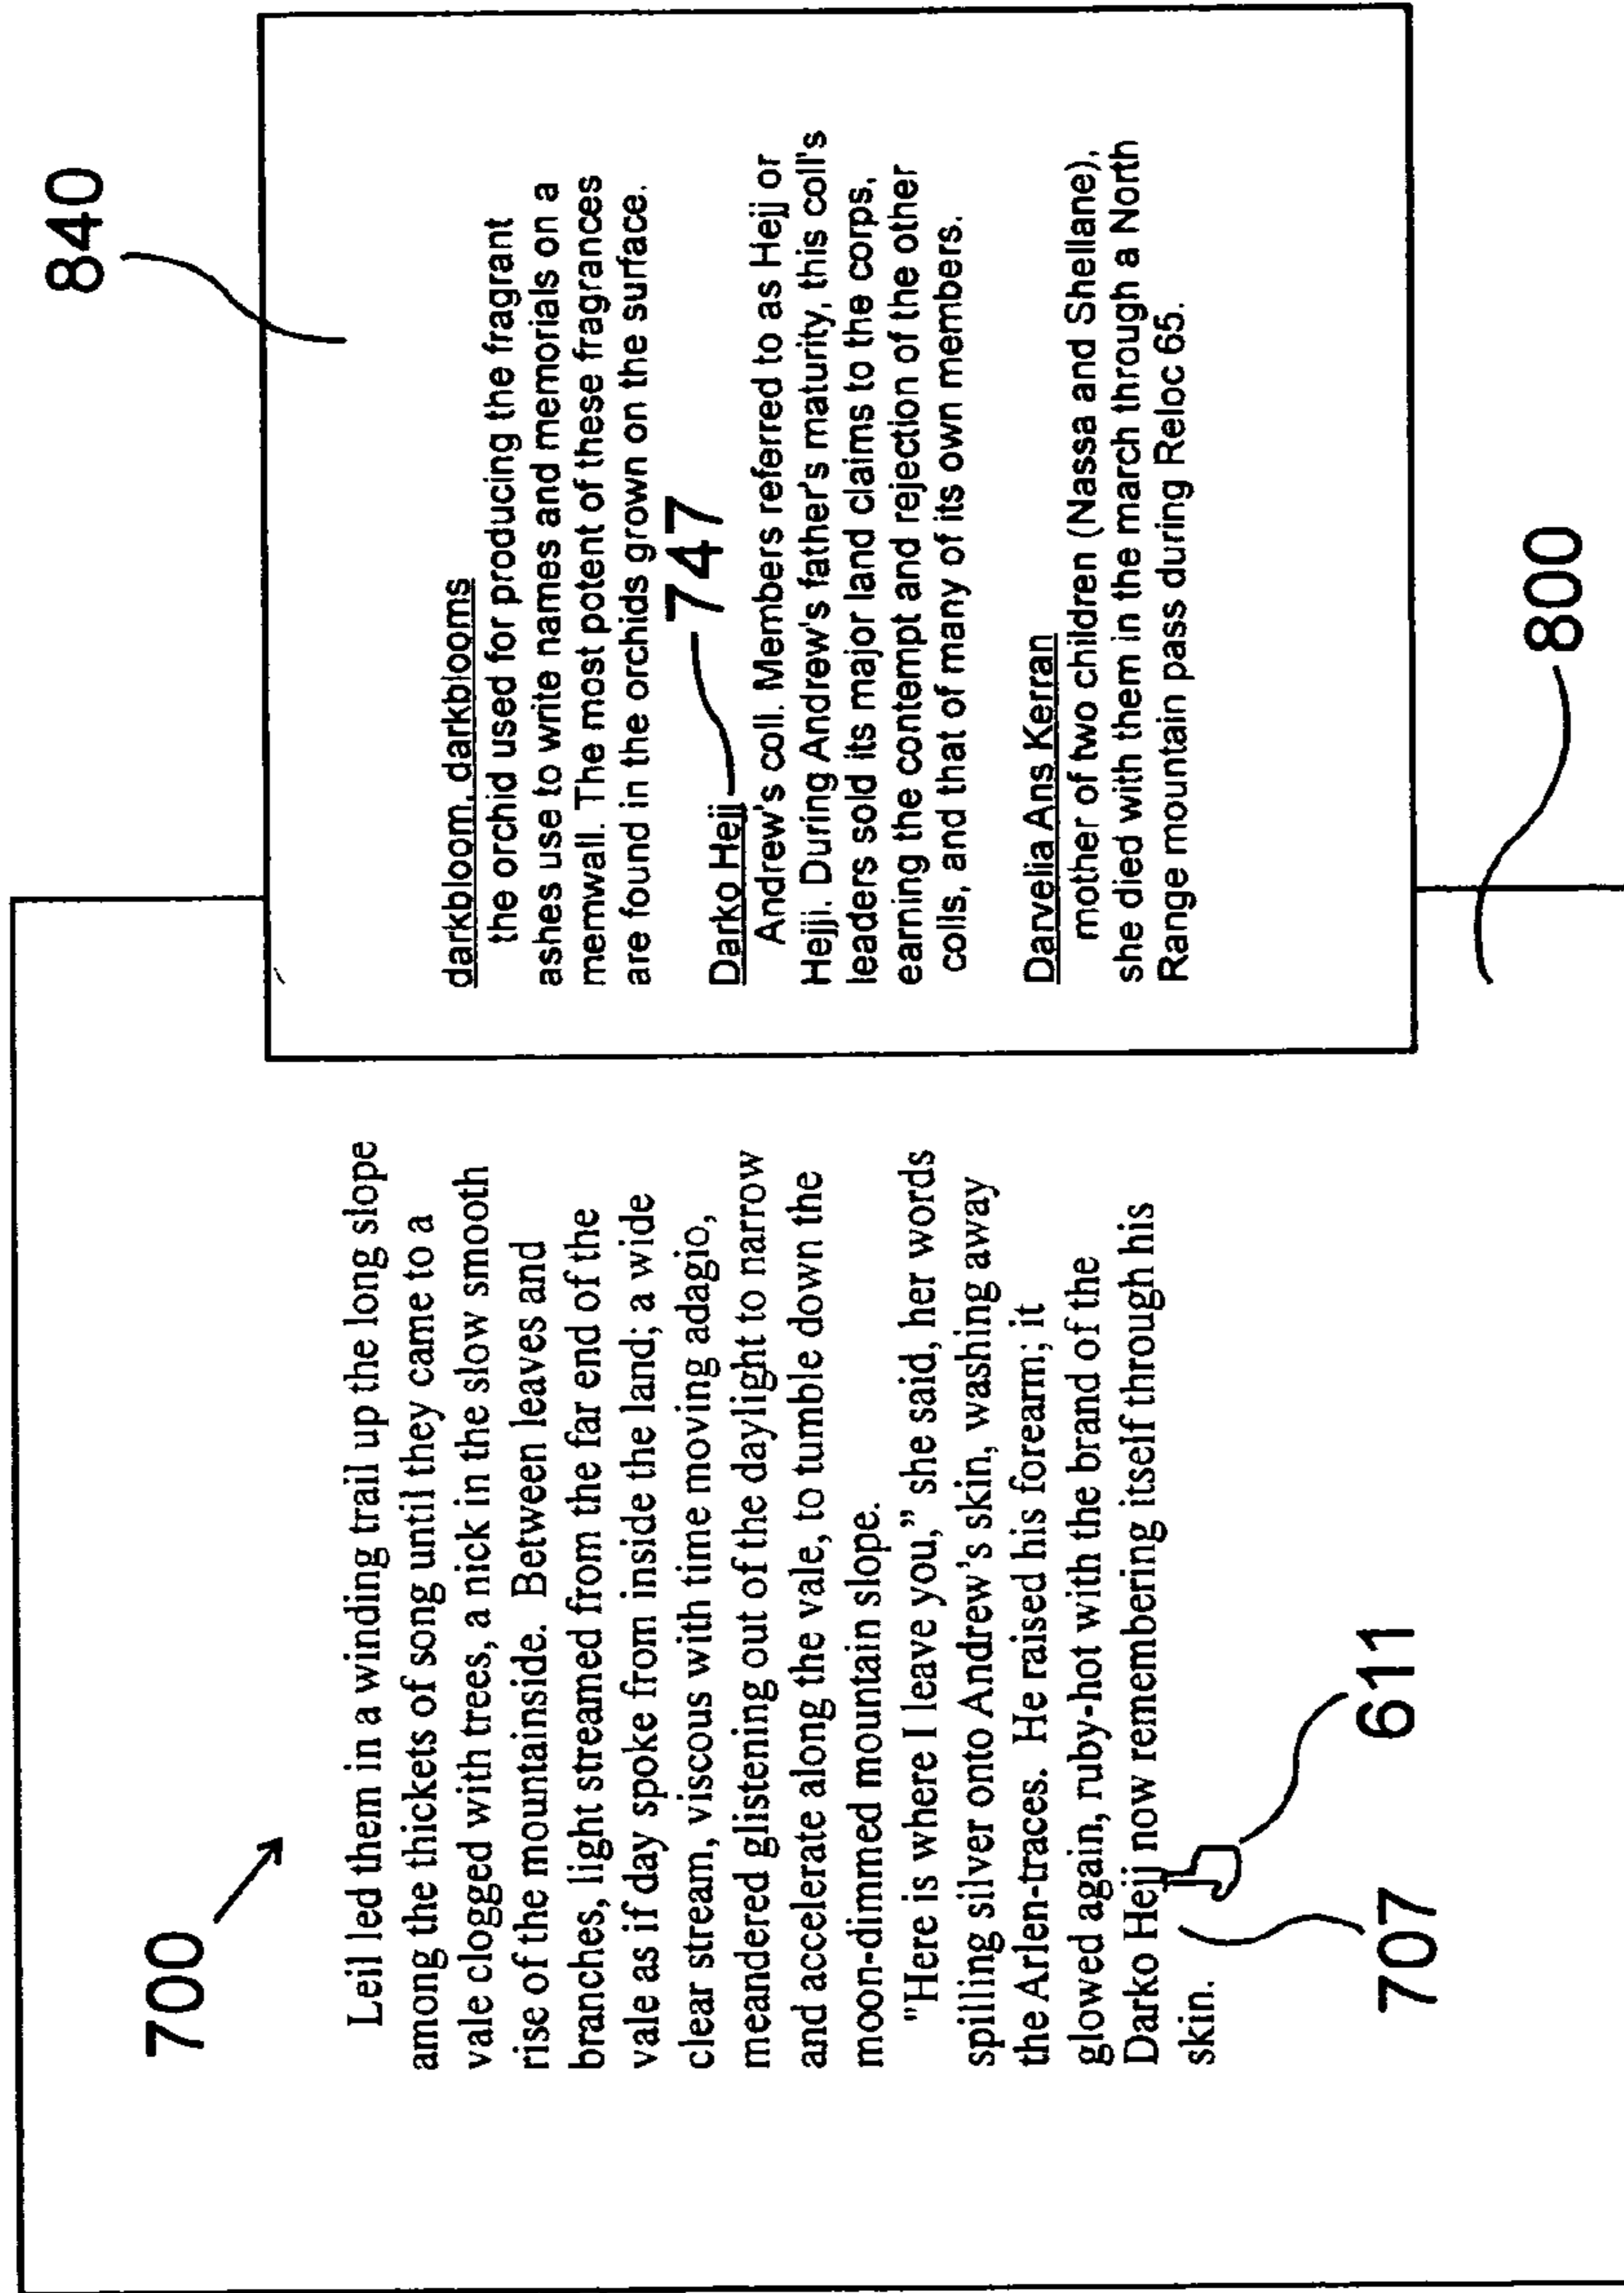 700
Leil led them in a winding trail up the long slope
among the thickets of song until they came to a
vale clogged with trees, a nick in the slow smooth
rise of the mountainside. Between leaves and
branches, light streamed from the far end of the
vale as if day spoke from inside the land; a wide
clear stream, viscous with time moving adagio,
meandered glistening out of the daylight to narrow
and accelerate along the vale, to tumble down the
moon-dimmed mountain slope.
"Here is where I leave you,” she said, her words
spilling silver onto Andrew’s skin, washing away
the Arlen-traces. He raised his forearm; it
glowed again, ruby-hot with the brand of the
Darko Hejj now remembering itself through his
skin.
707
611
840
darkbloom, darkblooms
the orchid used for producing the fragrant
ashes use to write names and memorials on a
memwall. The most potent of these fragrances
are found in the orchids grown on the surface.
747
Darko Hejj
Andrew's coll. Members referred to as Hejj or
Hejji. During Andrew's father's maturity, this coll's
leaders sold its major land claims to the corps,
earning the contempt and rejection of the other
colls, and that of many of its own members.
Darvelia Ans Kerran
mother of two children (Nassa and Shellane),
she died with them in the march through a North
Range mountain pass during Reloc 65.
800